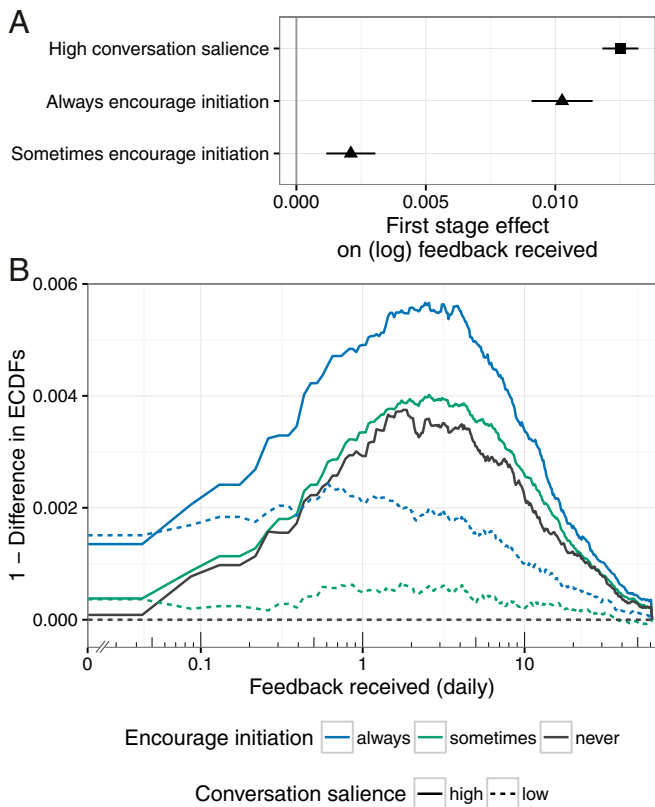 A
High conversation salience
Always encourage initiation
Sometimes encourage initiation
0.000 0.005 0.010
First stage effect
on (log) feedback received
B
0.006
0.004
0.002
0.000
1 − Difference in ECDFs
0 0.1 1 10
Feedback received (daily)
Encourage initiation always sometimes never
Conversation salience high low